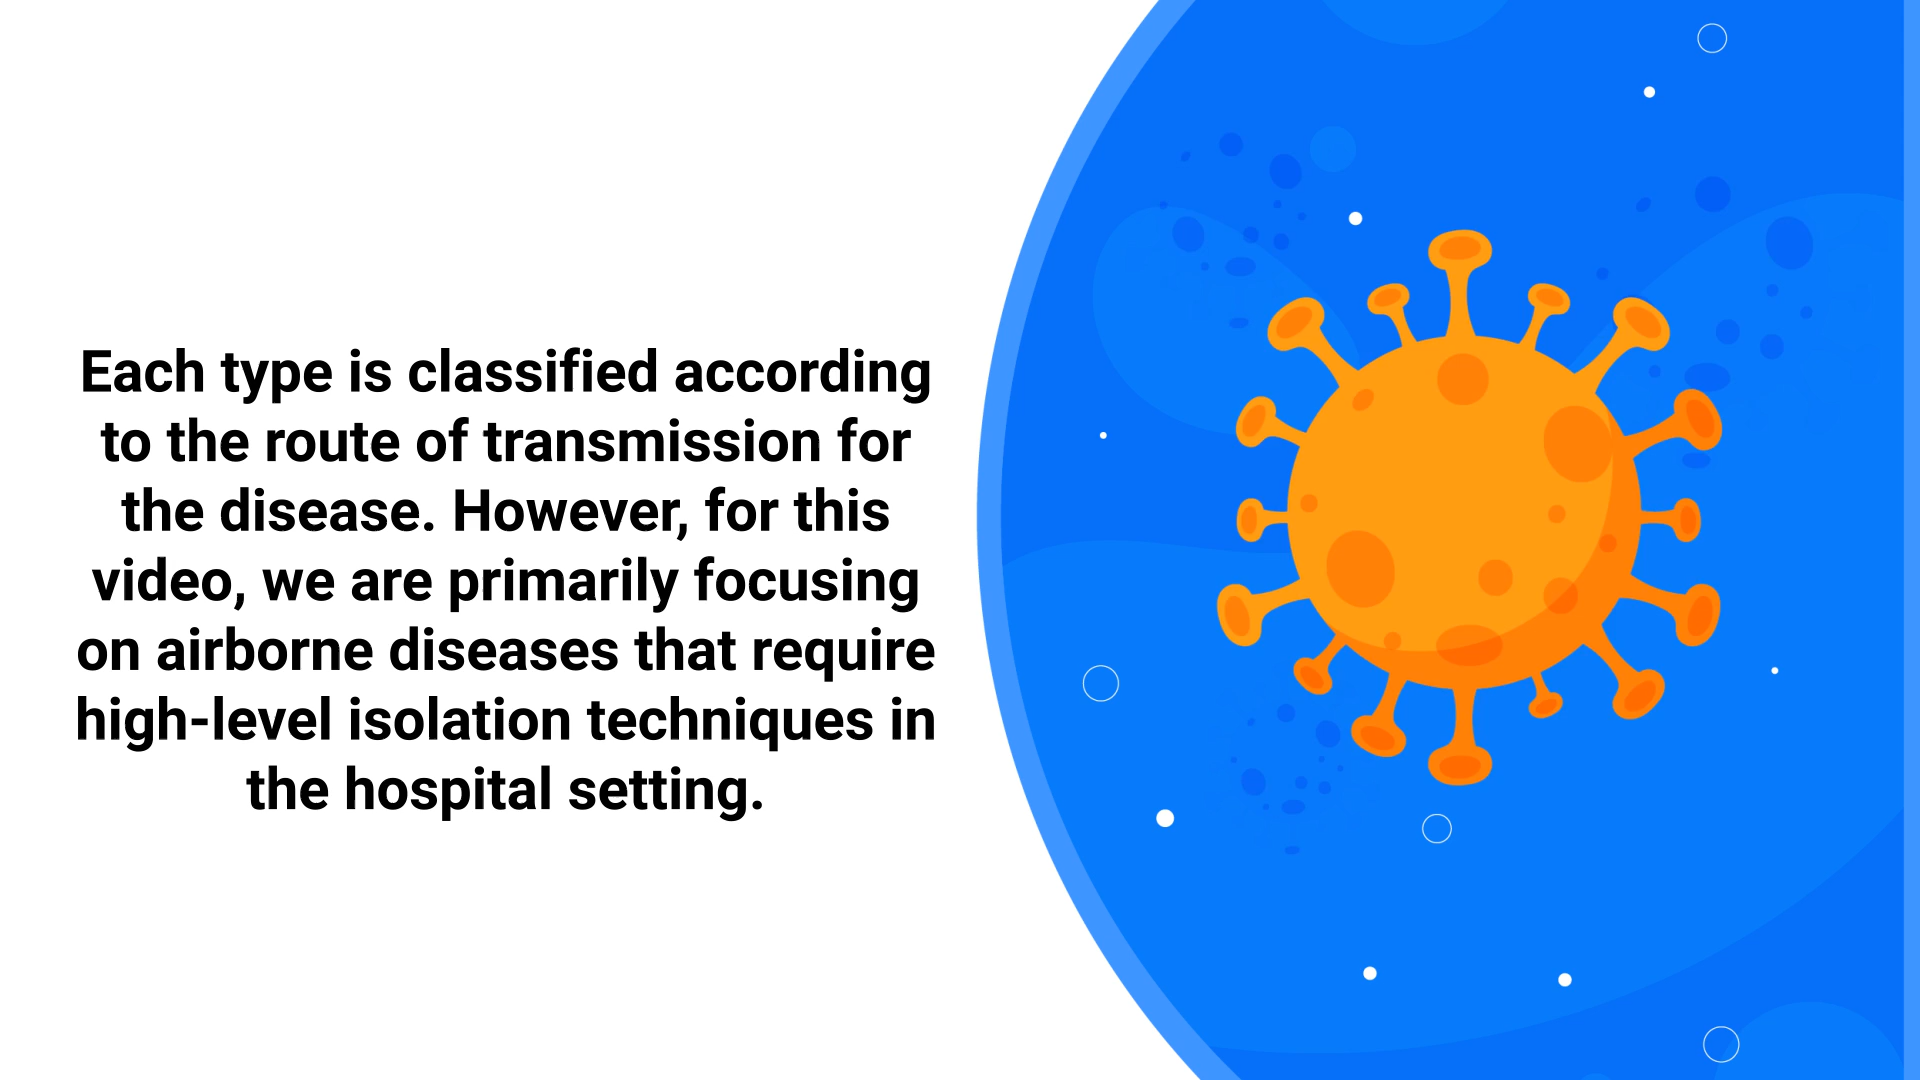 Each type is classified according
to the route of transmission for
the disease. However, for this
video, we are primarily focusing
on airborne diseases that require
high-level isolation techniques in
the hospital setting.